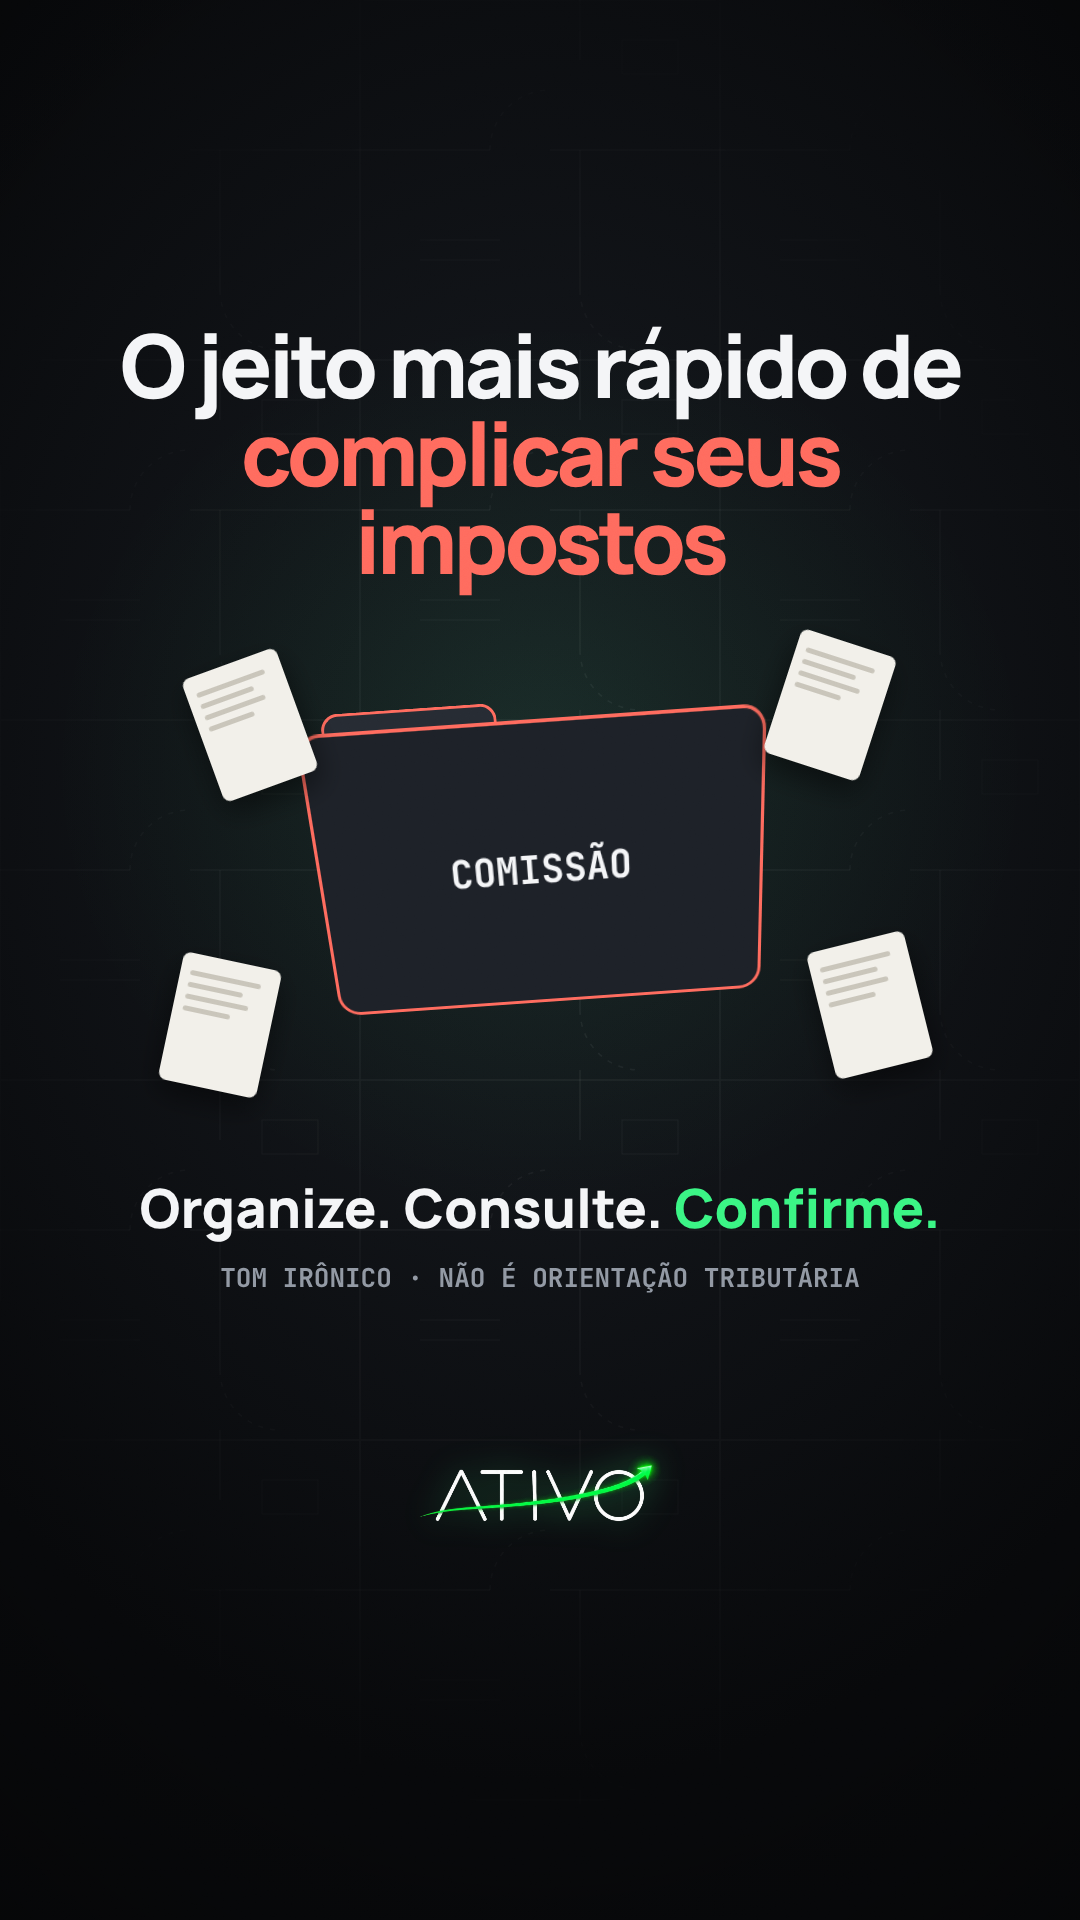 O jeito mais rápido de
complicar seus
impostos
COMISSÃO
Organize. Consulte. Confirme.
TOM IRÔNICO · NÃO É ORIENTAÇÃO TRIBUTÁRIA
ATIVO